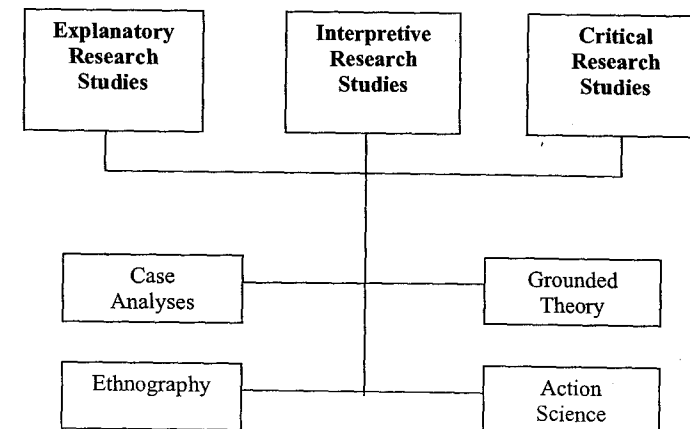 Explanatory
Research
Studies
Interpretive
Research
Studies
Critical
Research
Studies
Case
Analyses
Grounded
Theory
Ethnography
Action
Science